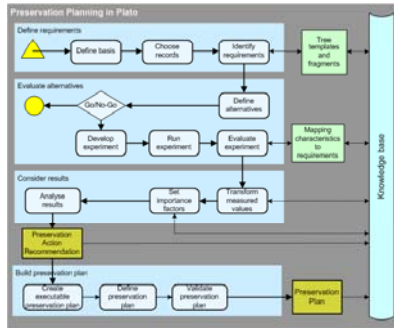 Preservation Planning in Plato
Define requirements
Define basis
Choose
records
Identify
requirements
Tree
templates
and
fragments
Evaluate alternatives
Go/No-Go
Define
alternatives
Develop
experiment
Run
experiment
Evaluate
experiment
Mapping
characteristics
to
requirements
Knowledge base
Consider results
Analyse
results
Set
importance
factors
Transform
measured
values
Preservation
Action
Recommendation
Build preservation plan
Create
executable
preservation plan
Define
preservation
plan
Validate
preservation
plan
Preservation
Plan